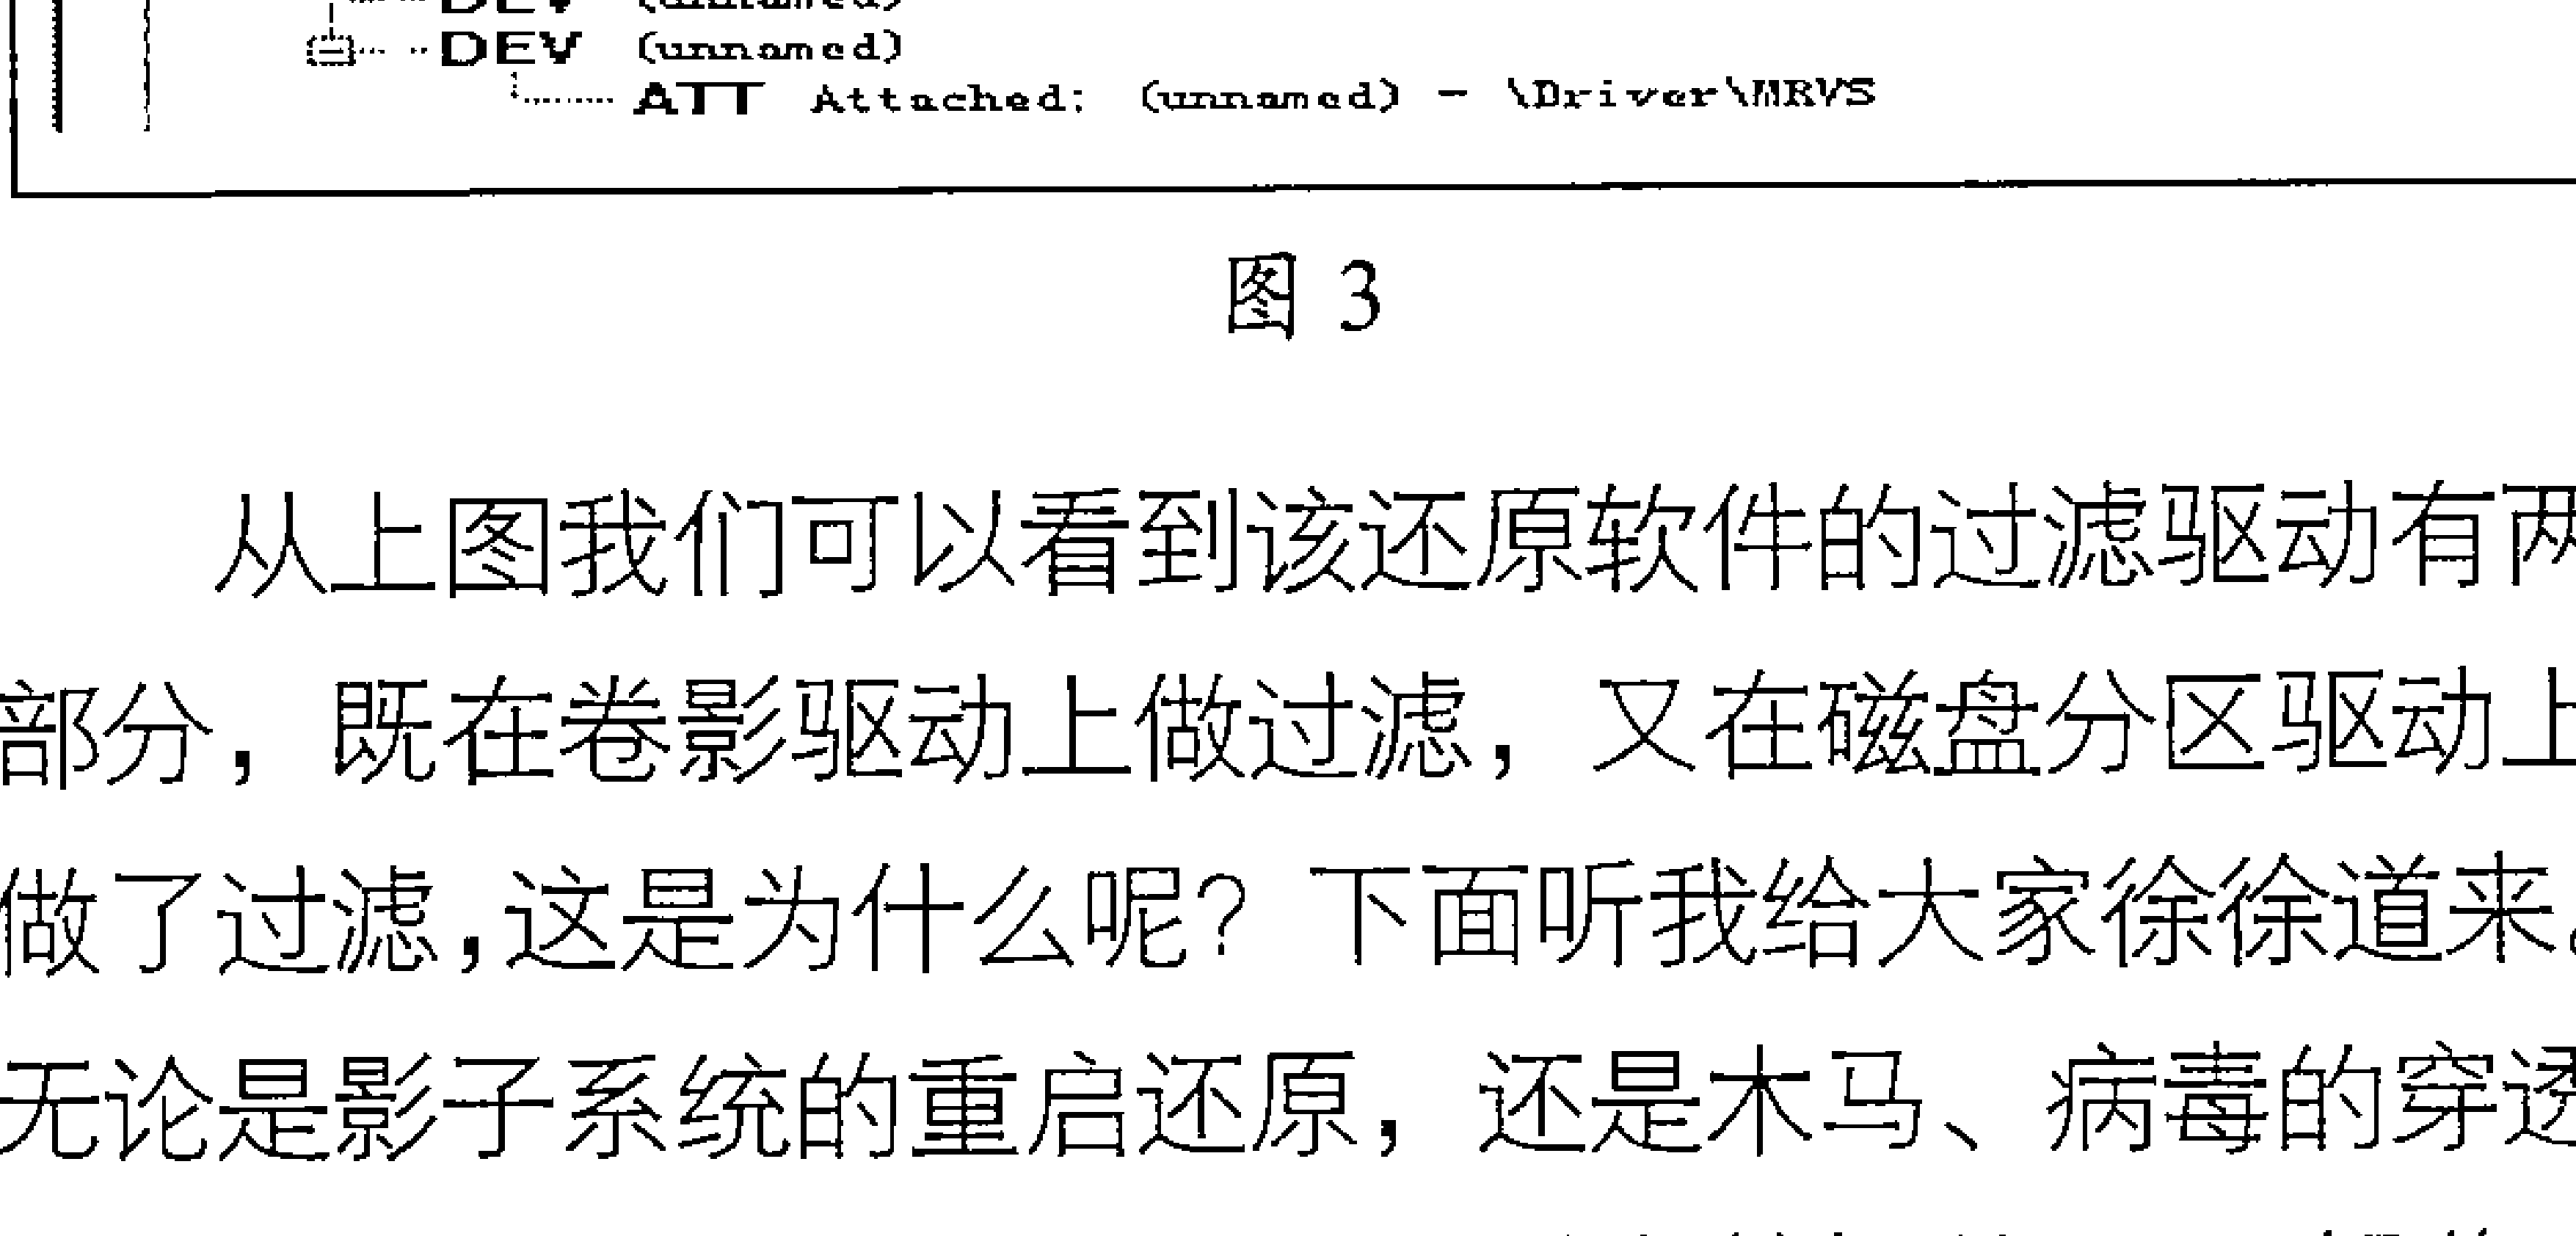 DEV (unnamed)
DEV (unnamed)
ATT Attached: (unnamed) - \Driver\MRVS
图 3
从上图我们可以看到该还原软件的过滤驱动有两
部分，既在卷影驱动上做过滤，又在磁盘分区驱动上
做了过滤，这是为什么呢？下面听我给大家徐徐道来。
无论是影子系统的重启还原，还是木马、病毒的穿透